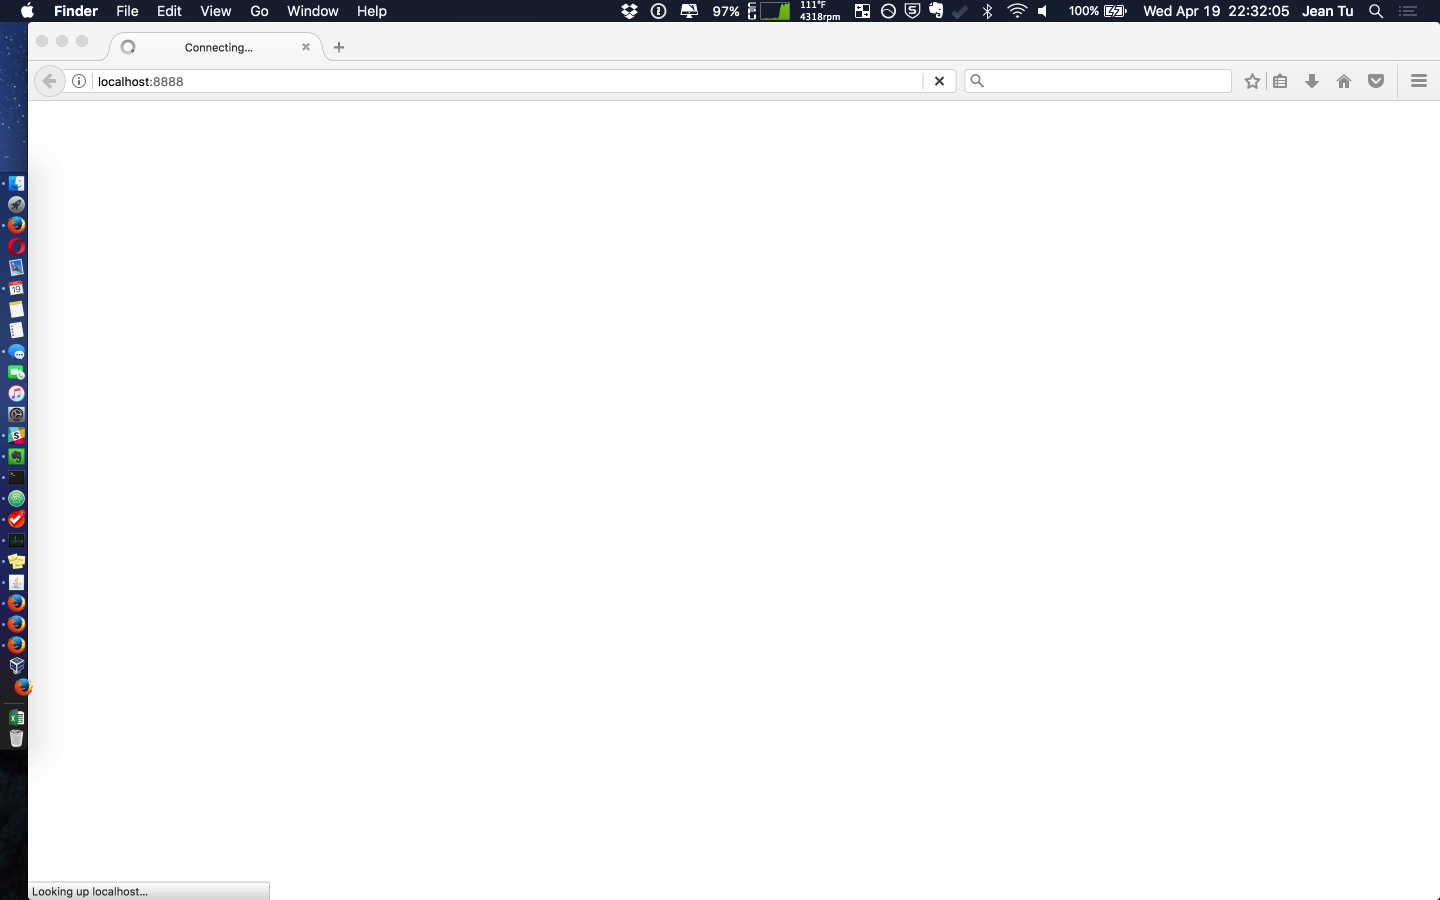 Finder File Edit View Go Window Help 97% 111°F 4318rpm 100% Wed Apr 19 22:32:05 Jean Tu
Connecting...
localhost:8888
19
Looking up localhost...